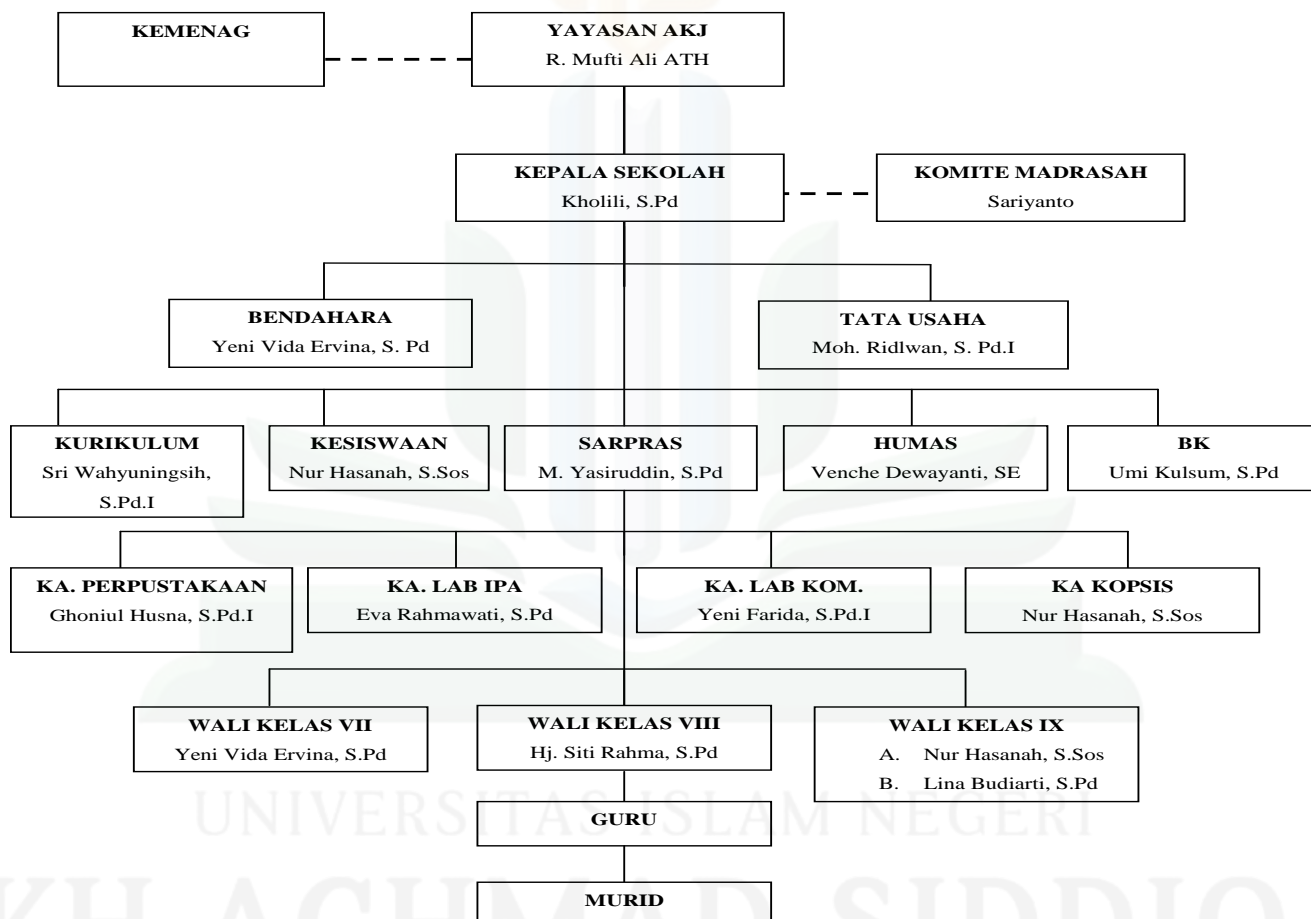 KEMENAG
YAYASAN AKJ
R. Mufti Ali ATH
KEPALA SEKOLAH
Kholili, S.Pd
KOMITE MADRASAH
Sariyanto
BENDAHARA
Yeni Vida Ervina, S. Pd
TATA USAHA
Moh. Ridlwan, S. Pd.I
KURIKULUM
Sri Wahyuningsih,
S.Pd.I
KESISWAAN
Nur Hasanah, S.Sos
SARPRAS
M. Yasiruddin, S.Pd
HUMAS
Venche Dewayanti, SE
BK
Umi Kulsum, S.Pd
KA. PERPUSTAKAAN
Ghoniul Husna, S.Pd.I
KA. LAB IPA
Eva Rahmawati, S.Pd
KA. LAB KOM.
Yeni Farida, S.Pd.I
KA KOPSIS
Nur Hasanah, S.Sos
WALI KELAS VII
Yeni Vida Ervina, S.Pd
WALI KELAS VIII
Hj. Siti Rahma, S.Pd
WALI KELAS IX
A. Nur Hasanah, S.Sos
B. Lina Budiarti, S.Pd
UNIVERSITAS ISLAM NEGERI
GURU
KH ACHMAD SIDDIQ
MURID